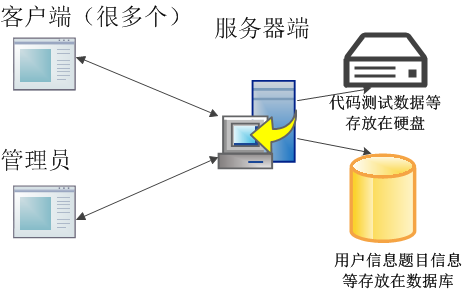 客户端（很多个）
服务器端
代码测试数据等
存放在硬盘
管理员
用户信息题目信息
等存放在数据库